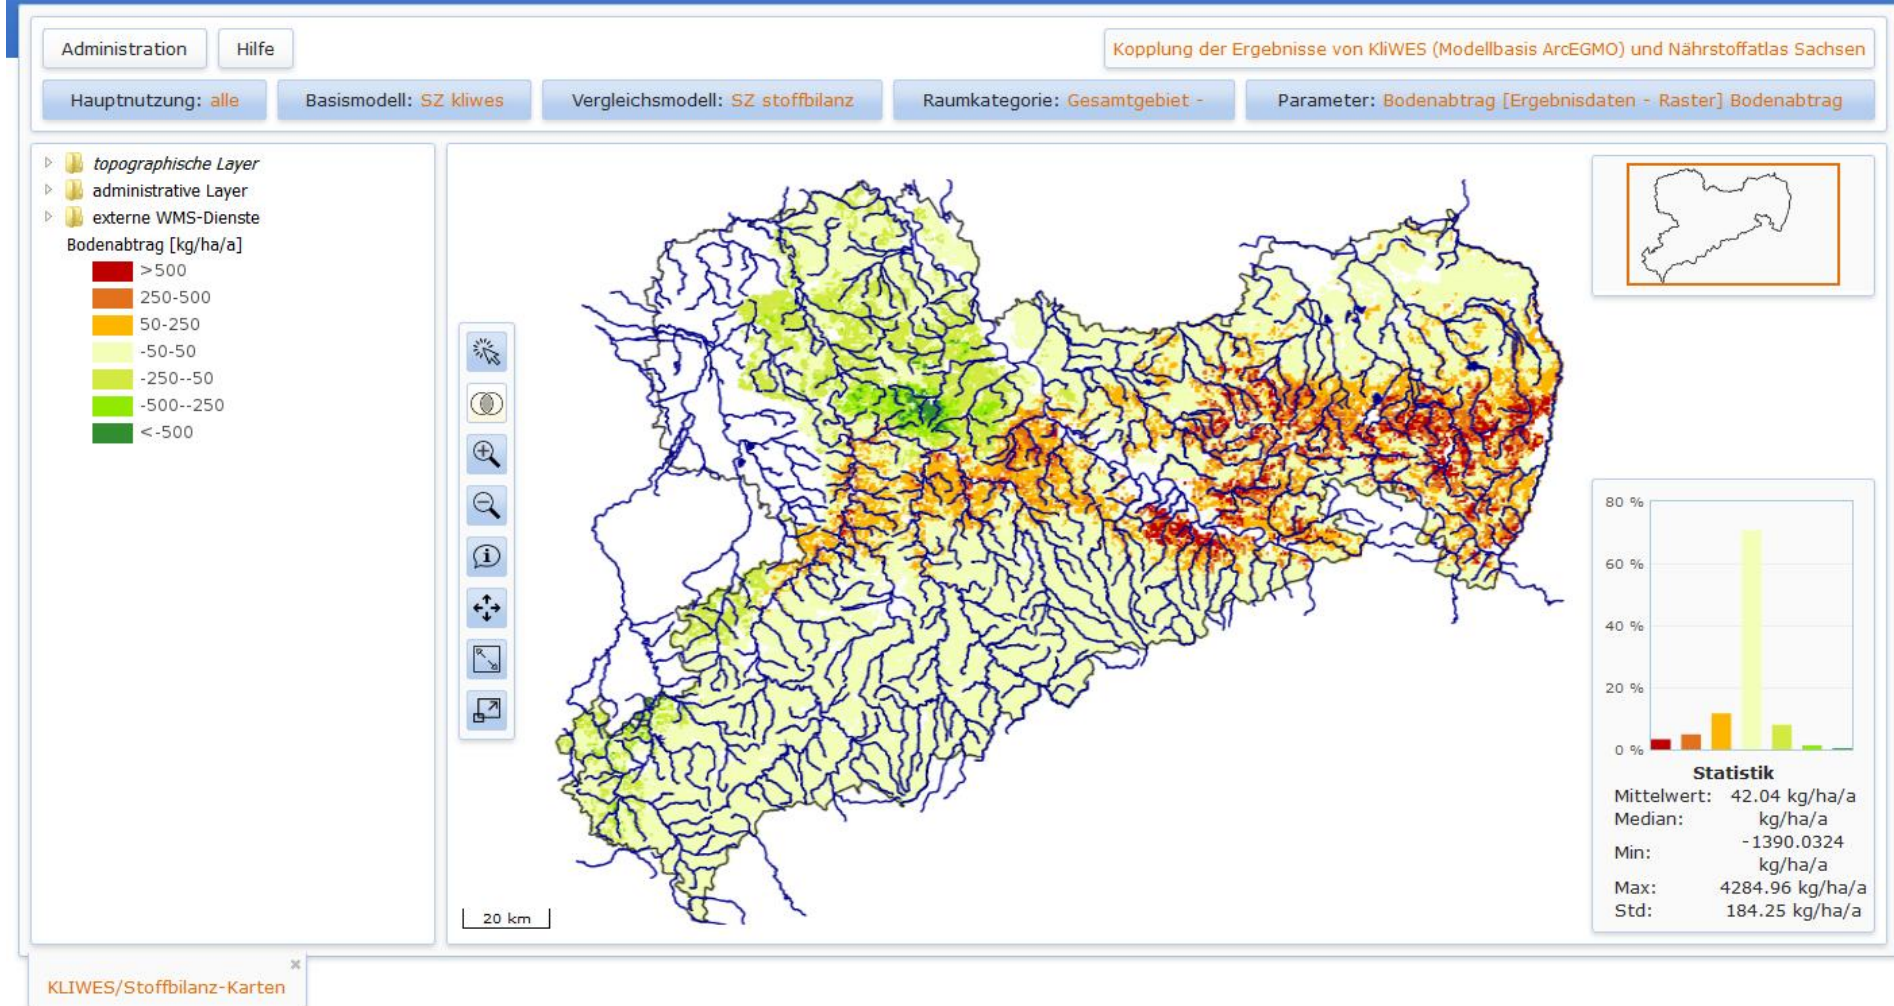 Administration
Hilfe
Kopplung der Ergebnisse von KliWES (Modellbasis ArcEGMO) und Nährstoffatlas Sachsen
Hauptnutzung: alle
Basismodell: SZ kliwes
Vergleichsmodell: SZ stoffbilanz
Raumkategorie: Gesamtgebiet -
Parameter: Bodenabtrag [Ergebnisdaten - Raster] Bodenabtrag
topographische Layer
administrative Layer
externe WMS-Dienste
Bodenabtrag [kg/ha/a]
>500
250-500
50-250
-50-50
-250--50
-500--250
<-500
20 km
80 %
60 %
40 %
20 %
0 %
Statistik
Mittelwert: 42.04 kg/ha/a
Median: kg/ha/a
Min: -1390.0324
kg/ha/a
Max: 4284.96 kg/ha/a
Std: 184.25 kg/ha/a
KLIWES/Stoffbilanz-Karten